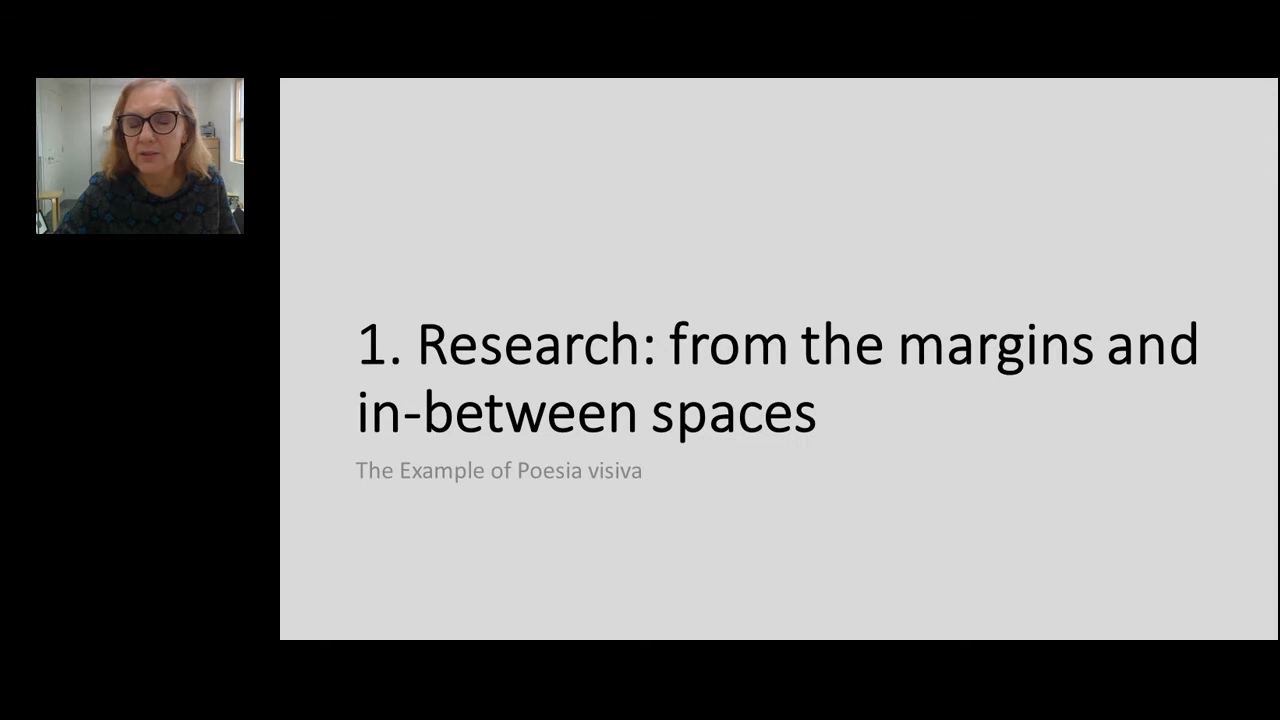 1. Research: from the margins and
in-between spaces
The Example of Poesia visiva